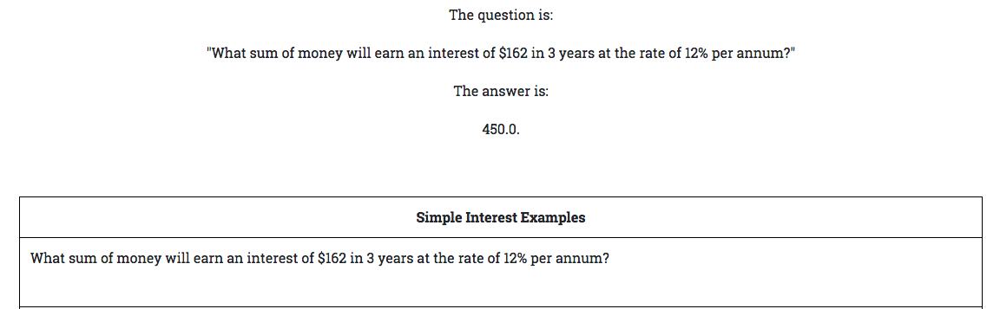 The question is:
"What sum of money will earn an interest of $162 in 3 years at the rate of 12% per annum?"
The answer is:
450.0.
Simple Interest Examples
What sum of money will earn an interest of $162 in 3 years at the rate of 12% per annum?